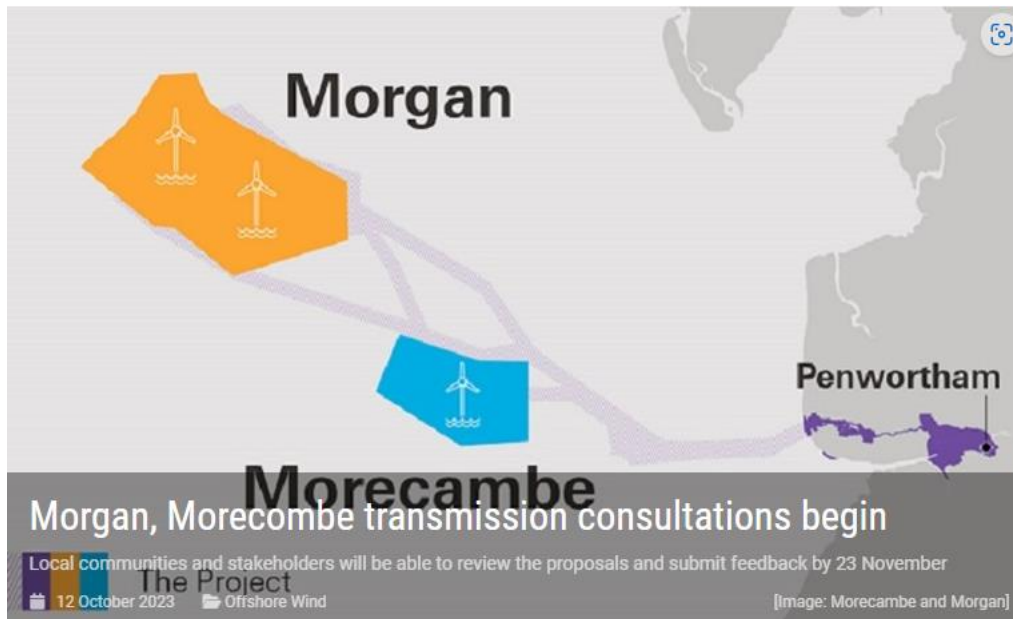 Morgan
Penwortham
Morecambe
Morgan, Morecombe transmission consultations begin
Local communities and stakeholders will be able to review the proposals and submit feedback by 23 November
The Project
12 October 2023 Offshore Wind [Image: Morecambe and Morgan]